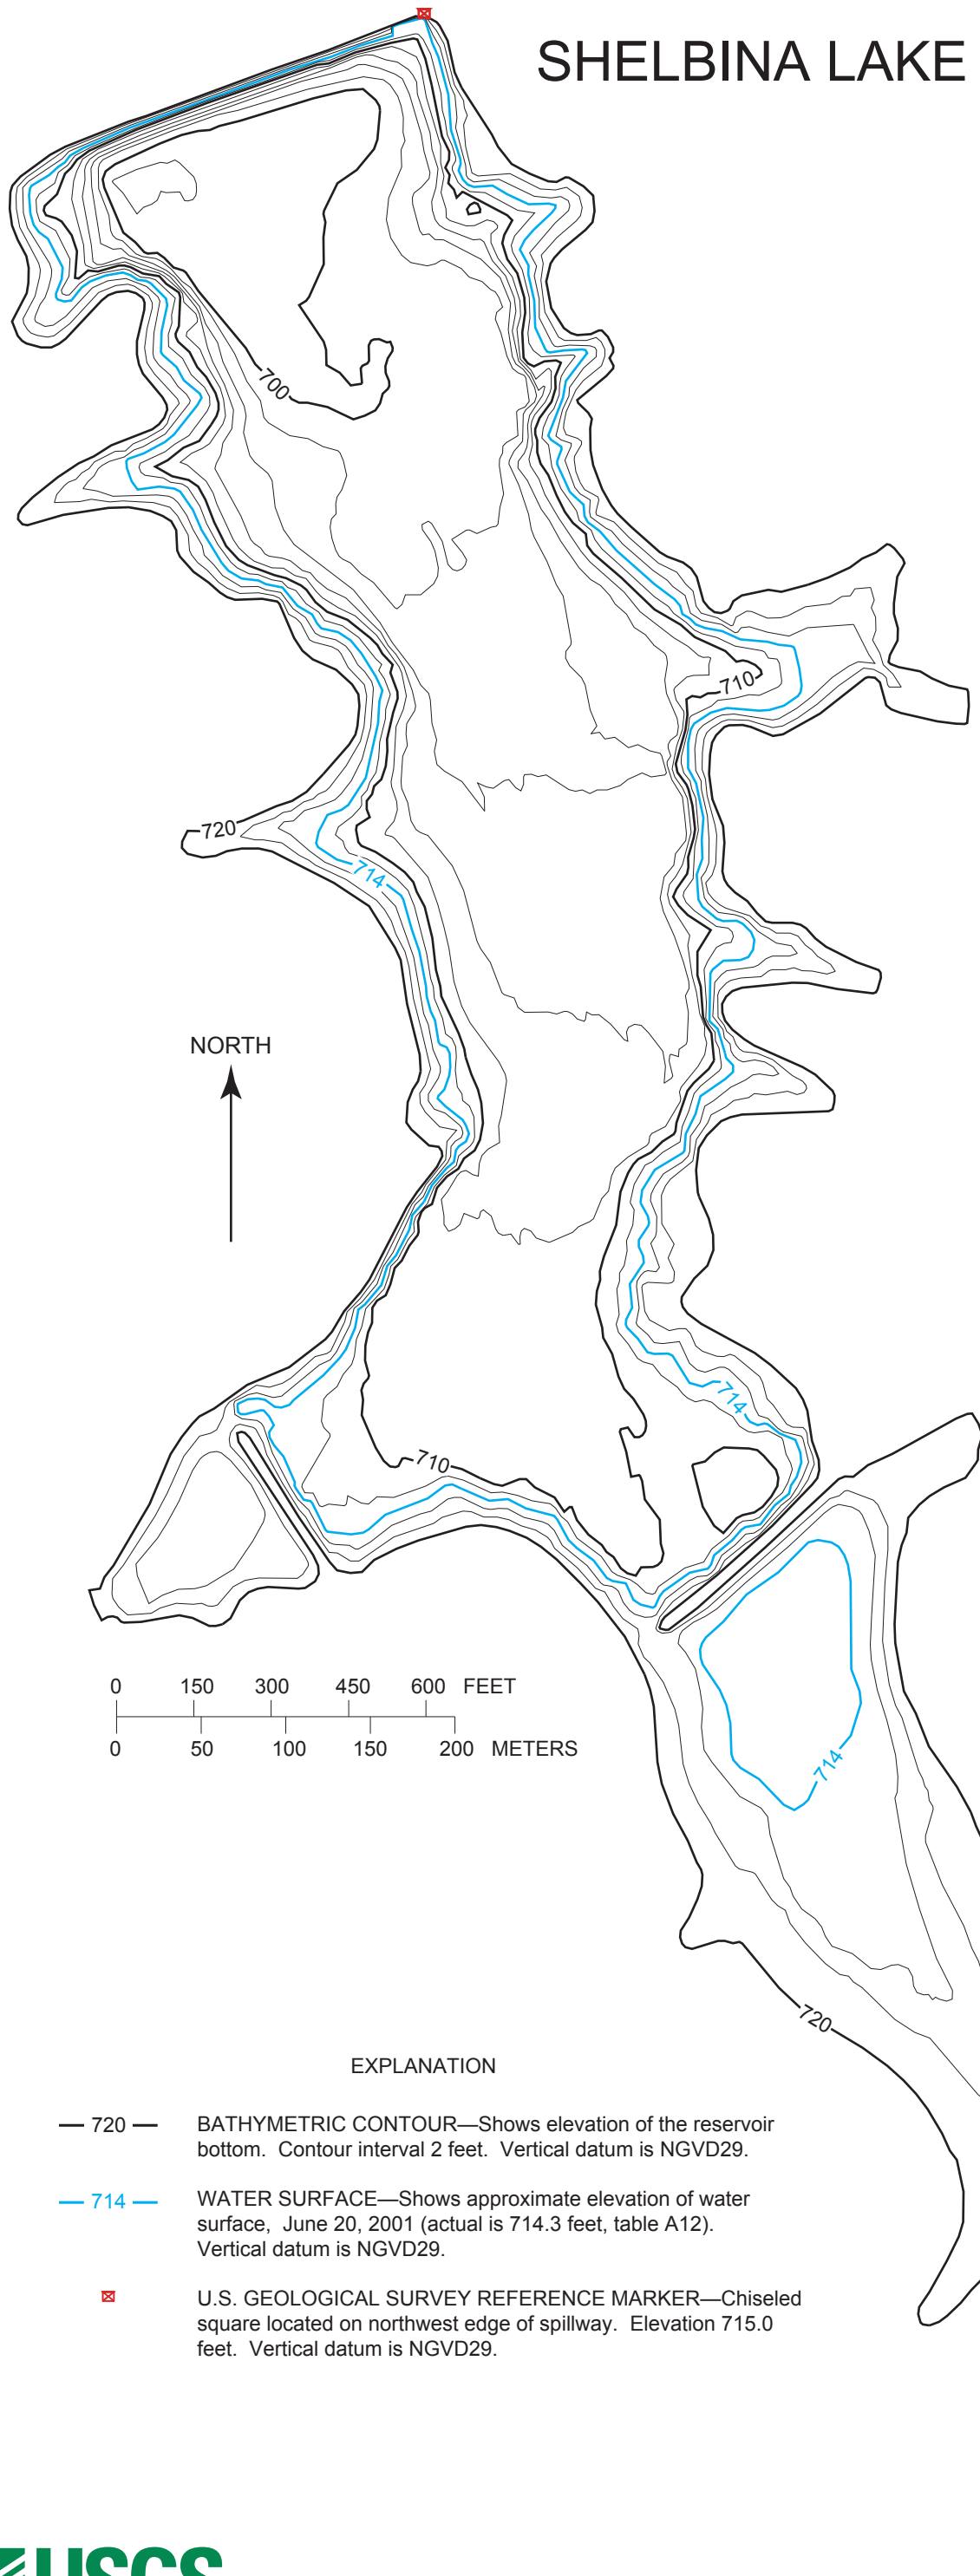 SHELBINA LAKE
700
710
720
714
NORTH
714
710
0 150 300 450 600 FEET
0 50 100 150 200 METERS
714
720
EXPLANATION
720 BATHYMETRIC CONTOUR—Shows elevation of the reservoir
bottom. Contour interval 2 feet. Vertical datum is NGVD29.
714 WATER SURFACE—Shows approximate elevation of water
surface, June 20, 2001 (actual is 714.3 feet, table A12).
Vertical datum is NGVD29.
U.S. GEOLOGICAL SURVEY REFERENCE MARKER—Chiseled
square located on northwest edge of spillway. Elevation 715.0
feet. Vertical datum is NGVD29.
USGS